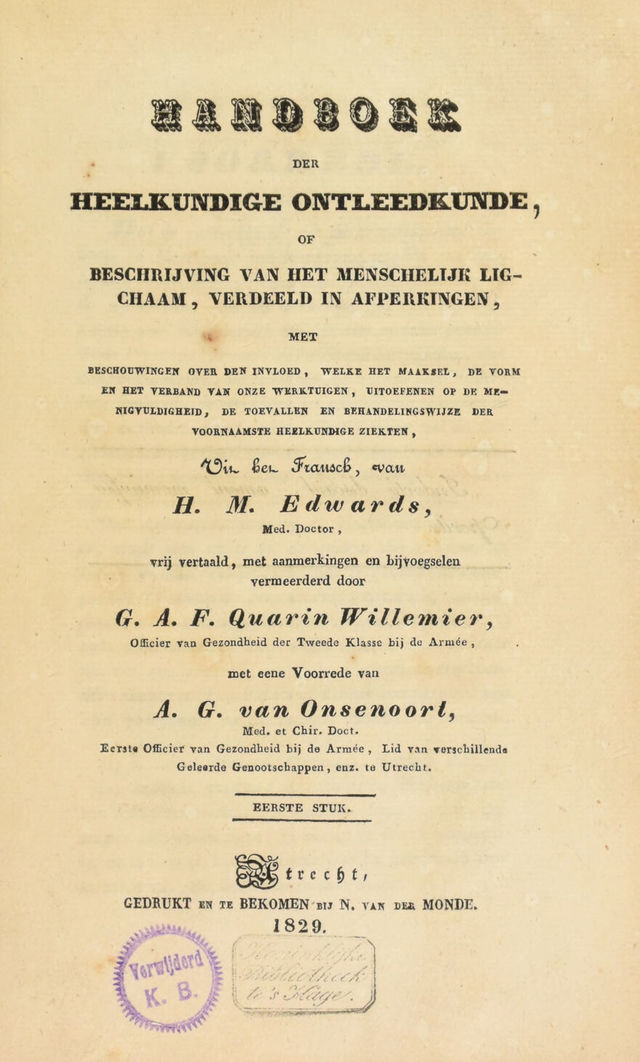 HANDBOEK
DER
HEELKUNDIGE ONTLEEDKUNDE,
OF
BESCHRIJVING VAN HET MENSCHELIJK LIG-
CHAAM, VERDEELD IN AFPERKINGEN,
MET
BESCHOUWINGEN OVER DEN INVLOED, WELKE HET MAAKSEL, DE VORM
EN HET VERBAND VAN ONZE WERKTUIGEN, UITOEFENEN OP DE ME-
NIGVULDIGHEID, DE TOEVALLEN EN BEHANDELINGSWIJZE DER
VOORNAAMSTE HEELKUNDIGE ZIEKTEN,
Uit het Fransch, van
H. M. Edwards,
Med. Doctor,
vrij vertaald, met aanmerkingen en bijvoegselen
vermeerderd door
G. A. F. Quarin Willemier,
Officier van Gezondheid der Tweede Klasse bij de Armée,
met eene Voorrede van
A. G. van Onsenoort,
Med. et Chir. Doct.
Eerste Officier van Gezondheid bij de Armée, Lid van verschillende
Geleerde Genootschappen, enz. te Utrecht.
EERSTE STUK.
Utrecht,
GEDRUKT EN TE BEKOMEN BIJ N. VAN DER MONDE.
1829.
Verwijderd
K. B.
Koninklijke
Bibliotheek
te 's Hage.